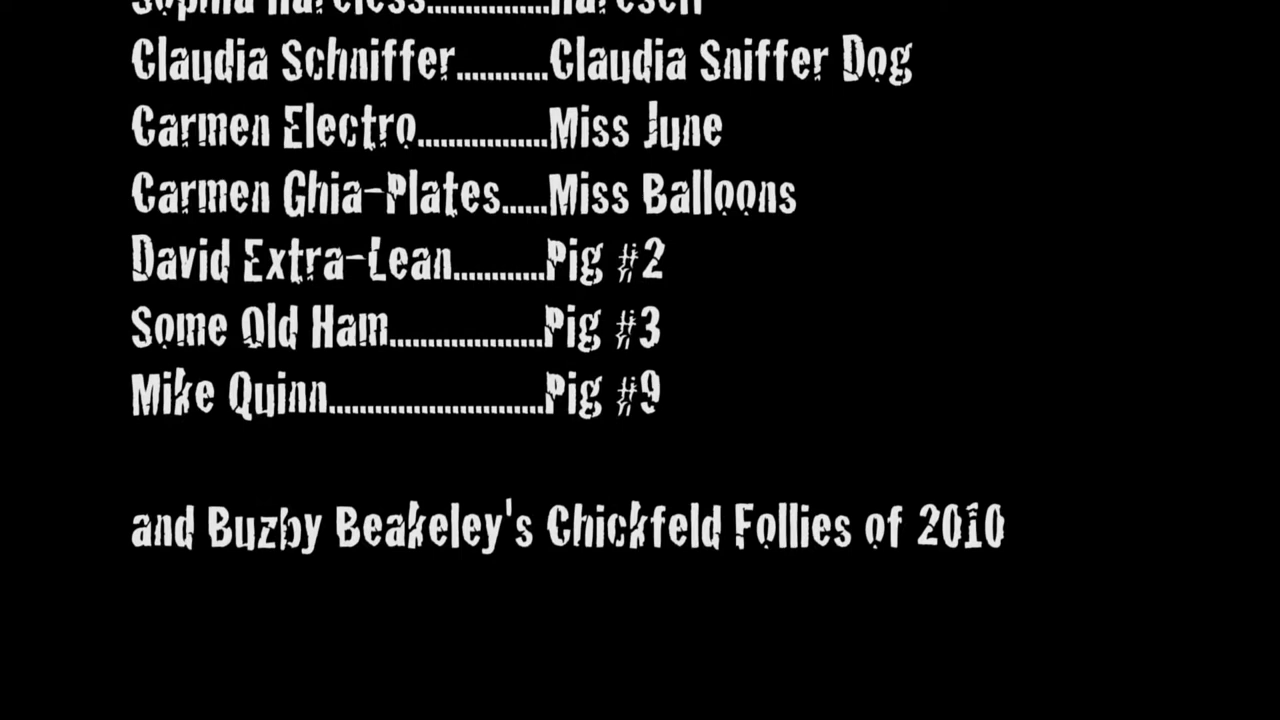 Claudia Schniffer............Claudia Sniffer Dog
Carmen Electro.................Miss June
Carmen Ghia-Plates......Miss Balloons
David Extra-Lean............Pig #2
Some Old Ham....................Pig #3
Mike Quinn............................Pig #9
and Buzby Beakeley's Chickfeld Follies of 2010